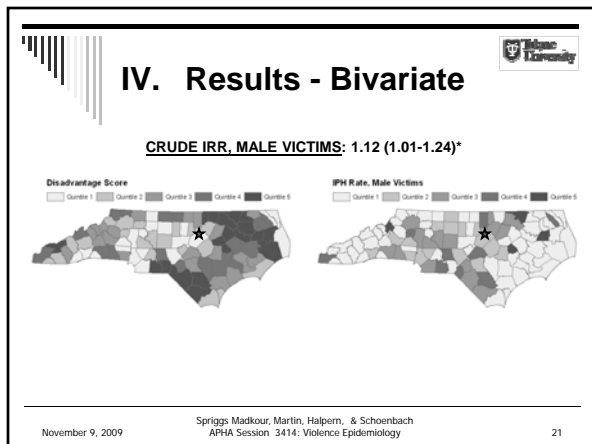 Tulane
University
IV. Results - Bivariate
CRUDE IRR, MALE VICTIMS: 1.12 (1.01-1.24)*
Disadvantage Score
Quintile 1 Quintile 2 Quintile 3 Quintile 4 Quintile 5
IPH Rate, Male Victims
Quintile 1 Quintile 2 Quintile 3 Quintile 4 Quintile 5
November 9, 2009
Spriggs Madkour, Martin, Halpern, & Schoenbach
APHA Session 3414: Violence Epidemiology
21